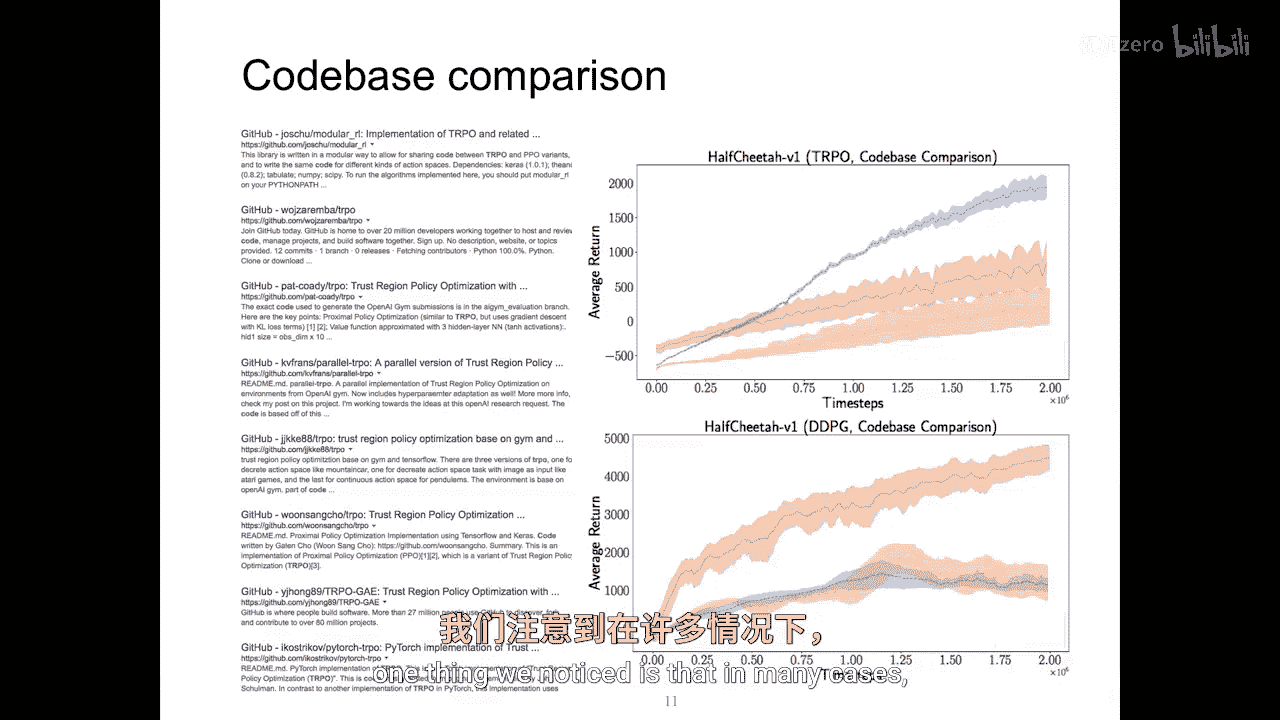 zero bilibili
Codebase comparison
GitHub - joschu/modular_rl: Implementation of TRPO and related ...
https://github.com/joschu/modular_rl
This library is written in a modular way to allow for sharing code between TRPO and PPO variants,
and to write the same code for different kinds of action spaces. Dependencies: keras (1.0.1); thean
(0.8.2); tabulate; numpy; scipy. To run the algorithms implemented here, you should put modular_rl
on your PYTHONPATH ...
GitHub - wojzaremba/trpo
https://github.com/wojzaremba/trpo
Join GitHub today. GitHub is home to over 20 million developers working together to host and review
code, manage projects, and build software together. Sign up. No description, website, or topics
provided. 12 commits · 1 branch · 0 releases · Fetching contributors · Python 100.0%. Python.
Clone or download ...
GitHub - pat-coady/trpo: Trust Region Policy Optimization with ...
https://github.com/pat-coady/trpo
The exact code used to generate the OpenAI Gym submissions is in the aigym_evaluation branch.
Here are the key points: Proximal Policy Optimization (similar to TRPO, but uses gradient descent
with KL loss terms) [1] [2]; Value function approximated with 3 hidden-layer NN (tanh activations):.
hid1 size = obs_dim x 10 ...
GitHub - kvfrans/parallel-trpo: A parallel version of Trust Region Policy ...
https://github.com/kvfrans/parallel-trpo
README.md. parallel-trpo. A parallel implementation of Trust Region Policy Optimization on
environments from OpenAI gym. Now includes hyperparaemter adaptation as well! More more info,
check my post on this project. I'm working towards the ideas at this openAI research request. The
code is based off of this ...
GitHub - jjkke88/trpo: trust region policy optimization base on gym and ...
https://github.com/jjkke88/trpo
trust region policy optimitztion base on gym and tensorflow. There are three versions of trpo, one fo
decrete action space like mountaincar, one for decreate action space task with image as input like
atari games, and the last for continuous action space for pendulems. The environment is base on
openAI gym. part of code ...
GitHub - woonsangcho/trpo: Trust Region Policy Optimization ...
https://github.com/woonsangcho/trpo
README.md. Proximal Policy Optimization Implementation using Tensorflow and Keras. Code
written by Galen Cho (Woon Sang Cho): https://github.com/woonsangcho. Summary. This is an
implementation of Proximal Policy Optimization (PPO)[1][2], which is a variant of Trust Region Polic
Optimization (TRPO)[3].
GitHub - yjhong89/TRPO-GAE: Trust Region Policy Optimization with ...
https://github.com/yjhong89/TRPO-GAE
GitHub is where people build software. More than 27 million people use GitHub to discover, fork,
and contribute to over 80 million projects.
GitHub - ikostrikov/pytorch-trpo: PyTorch implementation of Trust ...
https://github.com/ikostrikov/pytorch-trpo
README.md. PyTorch implementation of
Policy Optimization (TRPO)". This is
Schulman. In contrast to another implementation of TRPO in PyTorch, this implementation uses
HalfCheetah-v1 (TRPO, Codebase Comparison)
2000
1500
1000
500
0
−500
Average Return
0.00 0.25 0.50 0.75 1.00 1.25 1.50 1.75 2.00
×10⁶
Timesteps
HalfCheetah-v1 (DDPG, Codebase Comparison)
5000
4000
3000
2000
1000
Average Return
0.00 0.25 0.50 0.75 1.00 1.25 1.50 1.75 2.00
×10⁶
我们注意到在许多情况下，
one thing we noticed is that in many cases,
11